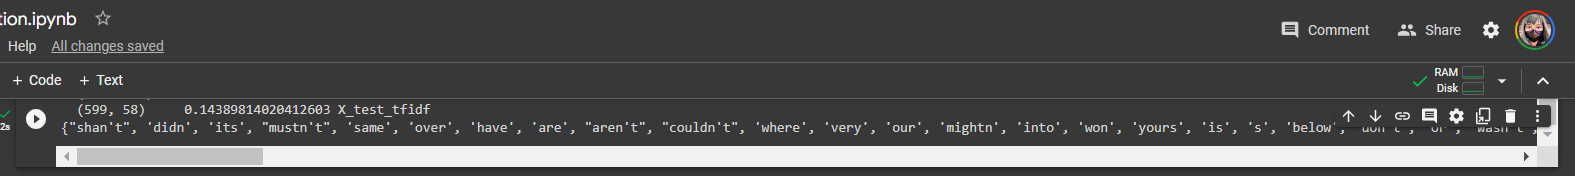 tion.ipynb
Comment Share
Help All changes saved
+ Code + Text
RAM
Disk
(599, 58) 0.14389814020412603 X_test_tfidf
2s
{"shan't", 'didn', 'its', "mustn't", 'same', 'over', 'have', 'are', "aren't", "couldn't", 'where', 'very', 'our', 'mightn', 'into', 'won', 'yours', 'is', 's', 'below',